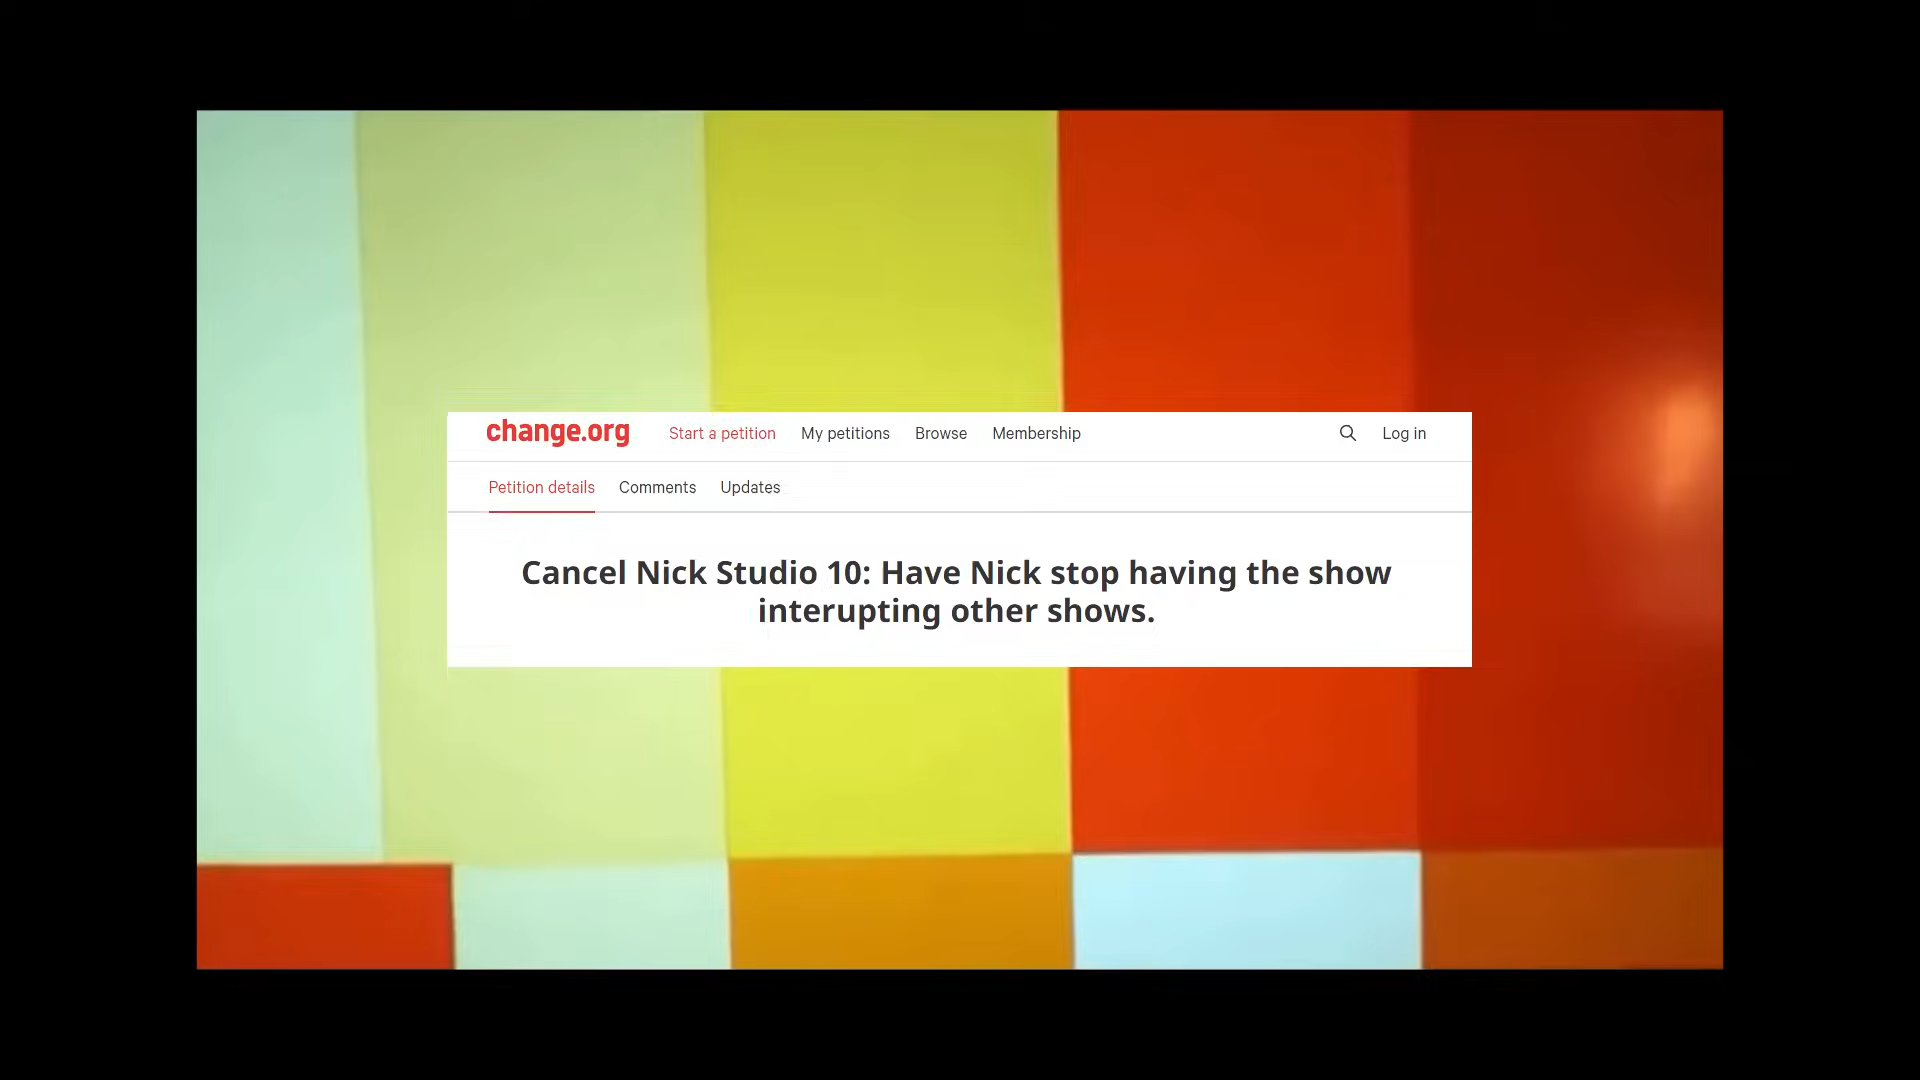 change.org Start a petition My petitions Browse Membership Log in
Petition details Comments Updates
Cancel Nick Studio 10: Have Nick stop having the show
interupting other shows.